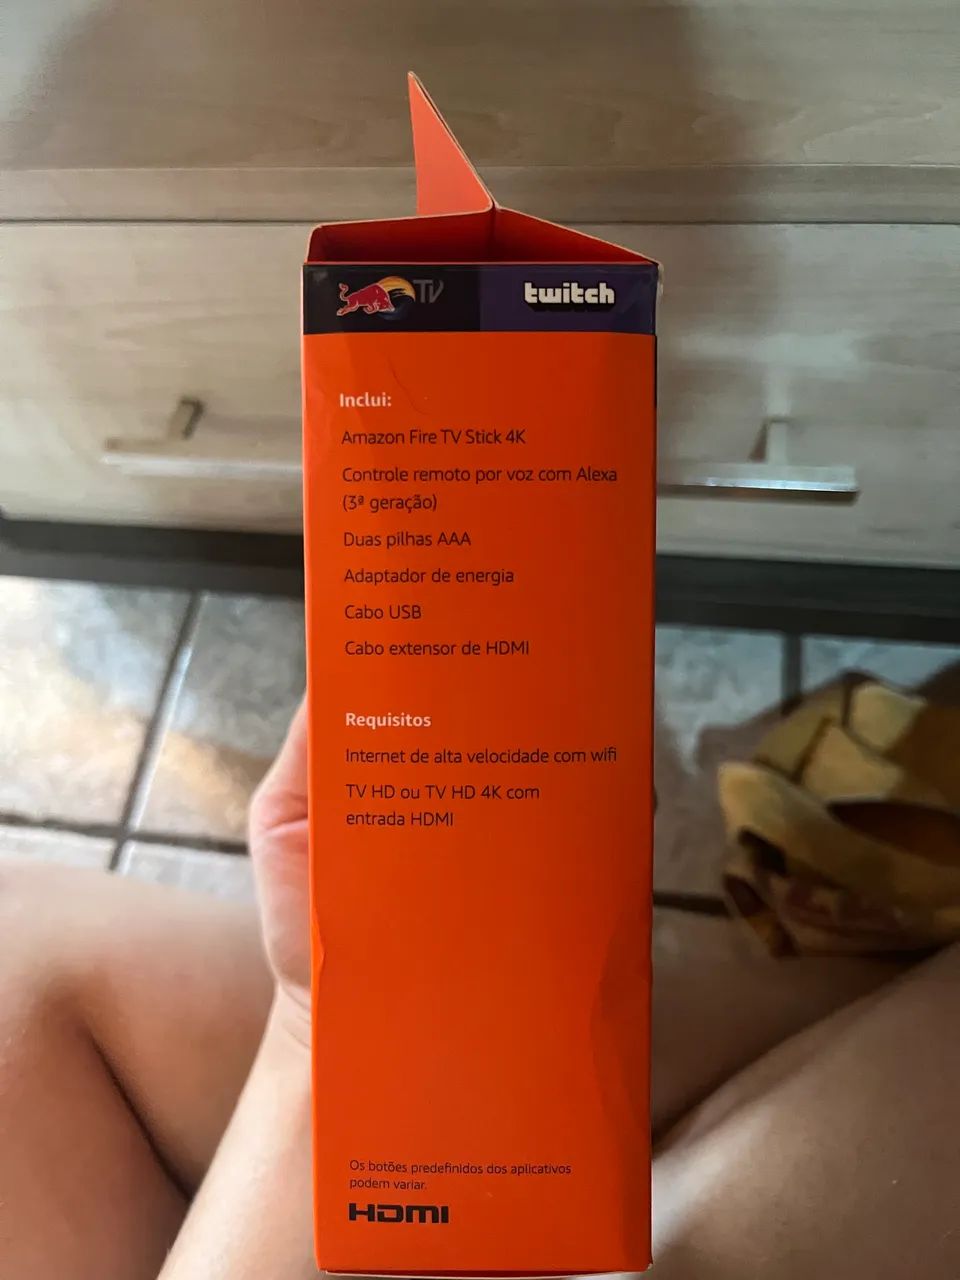 TV
twitch
Inclui:
Amazon Fire TV Stick 4K
Controle remoto por voz com Alexa
(3ª geração)
Duas pilhas AAA
Adaptador de energia
Cabo USB
Cabo extensor de HDMI
Requisitos
Internet de alta velocidade com wifi
TV HD ou TV HD 4K com
entrada HDMI
Os botões predefinidos dos aplicativos
podem variar.
HDMI